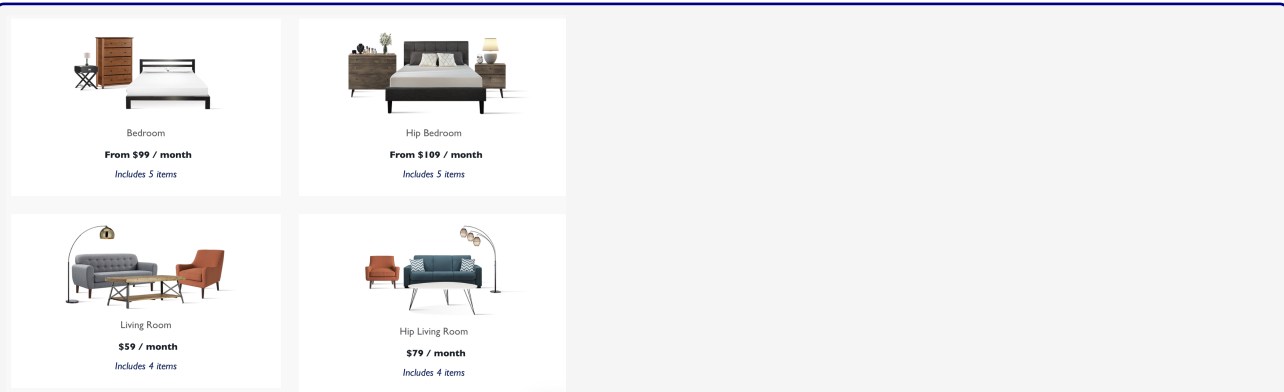 Bedroom
From $99 / month
Includes 5 items
Hip Bedroom
From $109 / month
Includes 5 items
Living Room
$59 / month
Includes 4 items
Hip Living Room
$79 / month
Includes 4 items